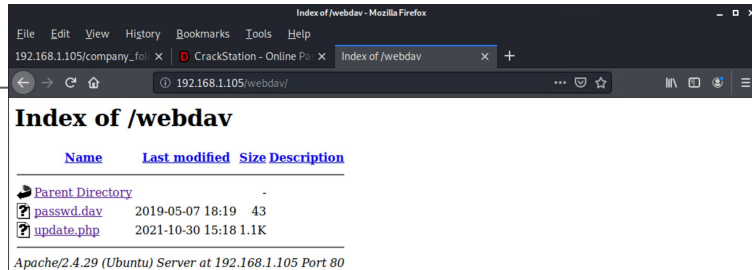 Index of /webdav - Mozilla Firefox
File Edit View History Bookmarks Tools Help
192.168.1.105/company_fol CrackStation - Online Pa Index of /webdav
192.168.1.105/webdav/
Index of /webdav
Name Last modified Size Description
Parent Directory -
passwd.dav 2019-05-07 18:19 43
update.php 2021-10-30 15:18 1.1K
Apache/2.4.29 (Ubuntu) Server at 192.168.1.105 Port 80